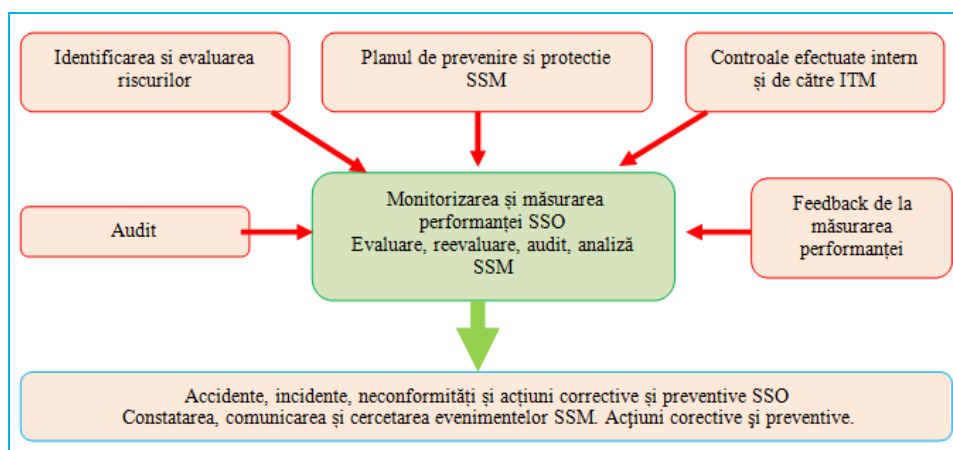 Identificarea si evaluarea
riscurilor
Planul de prevenire si protectie
SSM
Controale efectuate intern
și de către ITM
Audit
Monitorizarea și măsurarea
performanței SSO
Evaluare, reevaluare, audit, analiză
SSM
Feedback de la
măsurarea
performanței
Accidente, incidente, neconformități și acțiuni corrective și preventive SSO
Constatarea, comunicarea și cercetarea evenimentelor SSM. Acţiuni corective şi preventive.